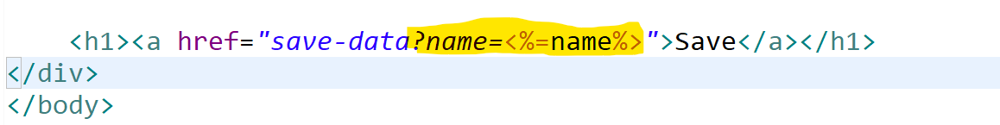 <h1><a href="save-data?name=<%=name%>">Save</a></h1>
</div>
</body>